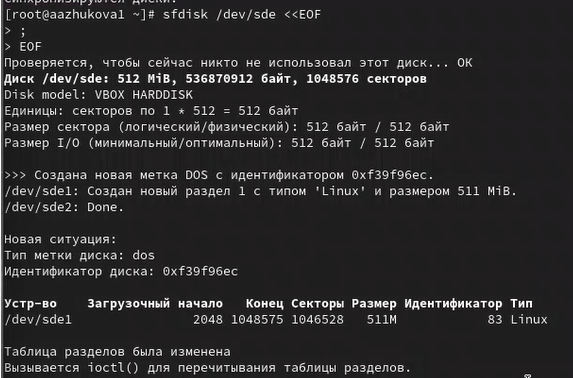 синхронизируются диски.
[root@aazhukova1 ~]# sfdisk /dev/sde <<EOF
> ;
> EOF
Проверяется, чтобы сейчас никто не использовал этот диск... OK
Диск /dev/sde: 512 MiB, 536870912 байт, 1048576 секторов
Disk model: VBOX HARDDISK
Единицы: секторов по 1 * 512 = 512 байт
Размер сектора (логический/физический): 512 байт / 512 байт
Размер I/O (минимальный/оптимальный): 512 байт / 512 байт
>>> Создана новая метка DOS с идентификатором 0xf39f96ec.
/dev/sde1: Создан новый раздел 1 с типом 'Linux' и размером 511 MiB.
/dev/sde2: Done.
Новая ситуация:
Тип метки диска: dos
Идентификатор диска: 0xf39f96ec
Устр-во Загрузочный начало Конец Секторы Размер Идентификатор Тип
/dev/sde1 2048 1048575 1046528 511M 83 Linux
Таблица разделов была изменена
Вызывается ioctl() для перечитывания таблицы разделов.